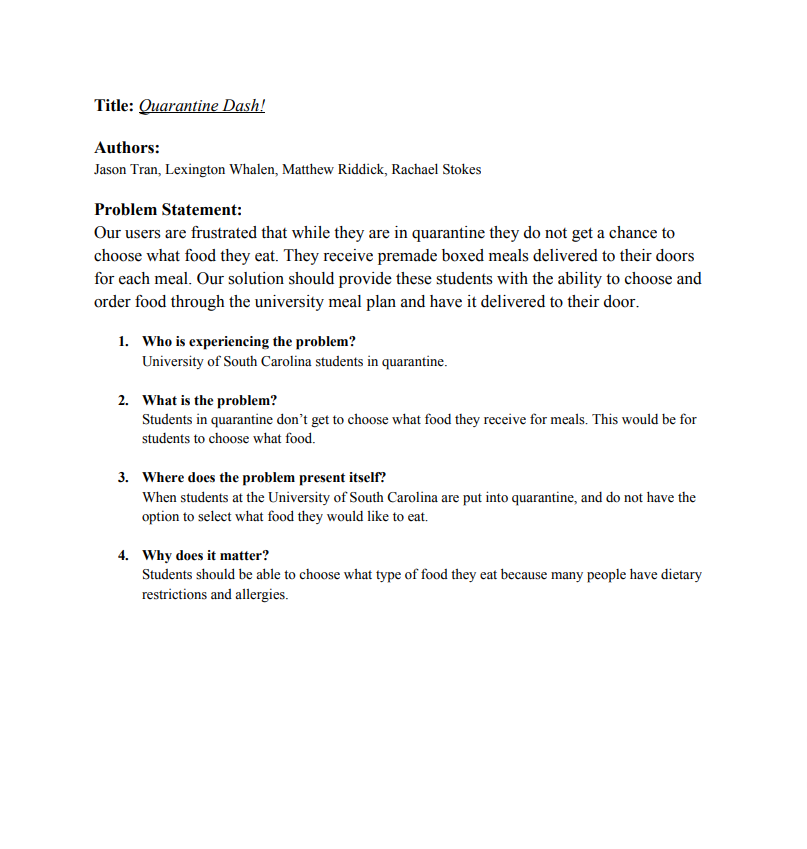 Title: Quarantine Dash!
Authors:
Jason Tran, Lexington Whalen, Matthew Riddick, Rachael Stokes
Problem Statement:
Our users are frustrated that while they are in quarantine they do not get a chance to
choose what food they eat. They receive premade boxed meals delivered to their doors
for each meal. Our solution should provide these students with the ability to choose and
order food through the university meal plan and have it delivered to their door.
1. Who is experiencing the problem?
University of South Carolina students in quarantine.
2. What is the problem?
Students in quarantine don’t get to choose what food they receive for meals. This would be for
students to choose what food.
3. Where does the problem present itself?
When students at the University of South Carolina are put into quarantine, and do not have the
option to select what food they would like to eat.
4. Why does it matter?
Students should be able to choose what type of food they eat because many people have dietary
restrictions and allergies.